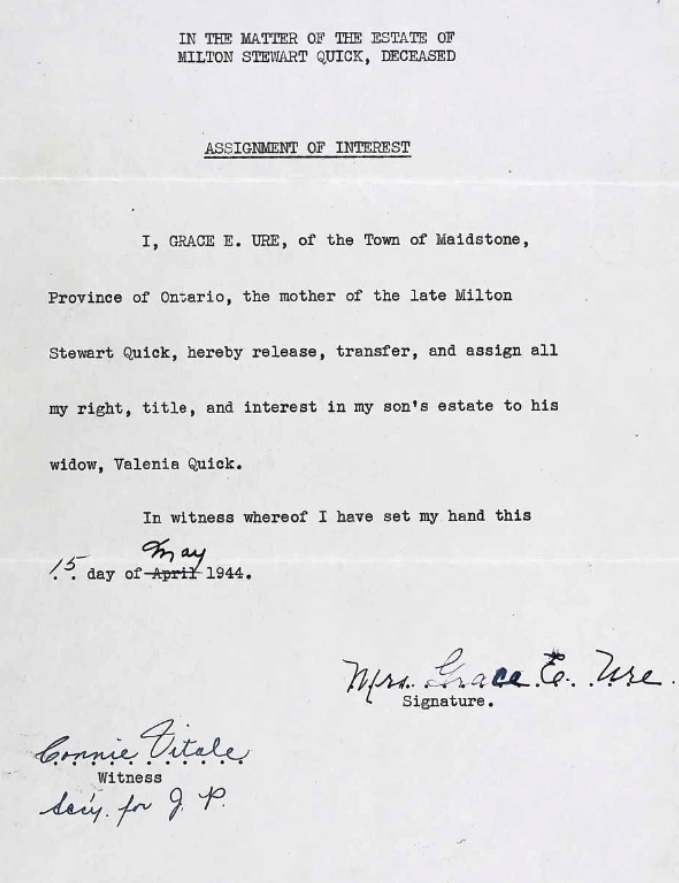 IN THE MATTER OF THE ESTATE OF
MILTON STEWART QUICK, DECEASED
ASSIGNMENT OF INTEREST
I, GRACE E. URE, of the Town of Maidstone,
Province of Ontario, the mother of the late Milton
Stewart Quick, hereby release, transfer, and assign all
my right, title, and interest in my son's estate to his
widow, Valenia Quick.
In witness whereof I have set my hand this
May
15 day of April 1944.
Mrs. Grace E. Ure.
Signature.
Connie Vitale
Witness
Sec'y. for J. P.